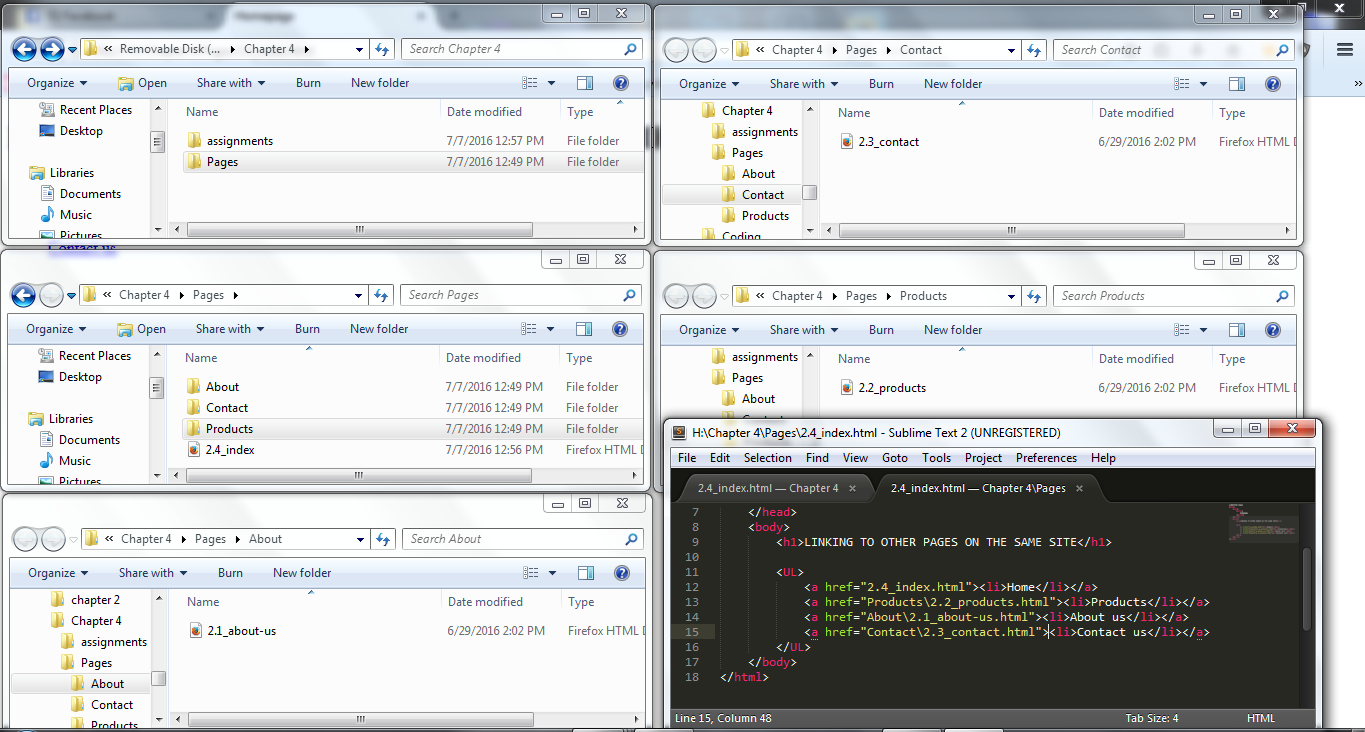 Homepage
« Removable Disk (... Chapter 4
Search Chapter 4
Organize Open Share with Burn New folder
Recent Places
Desktop
Libraries
Documents
Music
Pictures
Name Date modified Type
assignments 7/7/2016 12:57 PM File folder
Pages 7/7/2016 12:49 PM File folder
« Chapter 4 Pages Contact
Search Contact
Organize Share with Burn New folder
Chapter 4
assignments
Pages
About
Contact
Products
Coding
Name Date modified Type
2.3_contact 6/29/2016 2:02 PM Firefox HTML D
Contact us
« Chapter 4 Pages
Search Pages
Organize Open Share with Burn New folder
Recent Places
Desktop
Libraries
Documents
Music
Pictures
Name Date modified Type
About 7/7/2016 12:49 PM File folder
Contact 7/7/2016 12:49 PM File folder
Products 7/7/2016 12:49 PM File folder
2.4_index 7/7/2016 12:56 PM Firefox HTML D
« Chapter 4 Pages Products
Search Products
Organize Share with Burn New folder
assignments
Pages
About
Name Date modified Type
2.2_products 6/29/2016 2:02 PM Firefox HTML D
« Chapter 4 Pages About
Search About
Organize Share with Burn New folder
chapter 2
Chapter 4
assignments
Pages
About
Contact
Products
Name Date modified Type
2.1_about-us 6/29/2016 2:02 PM Firefox HTML D
H:\Chapter 4\Pages\2.4_index.html - Sublime Text 2 (UNREGISTERED)
File Edit Selection Find View Goto Tools Project Preferences Help
2.4_index.html — Chapter 4 × 2.4_index.html — Chapter 4\Pages ×
7 </head>
8 <body>
9 <h1>LINKING TO OTHER PAGES ON THE SAME SITE</h1>
10
11 <UL>
12 <a href="2.4_index.html"><li>Home</li></a>
13 <a href="Products\2.2_products.html"><li>Products</li></a>
14 <a href="About\2.1_about-us.html"><li>About us</li></a>
15 <a href="Contact\2.3_contact.html"><li>Contact us</li></a>
16 </UL>
17 </body>
18 </html>
Line 15, Column 48 Tab Size: 4 HTML